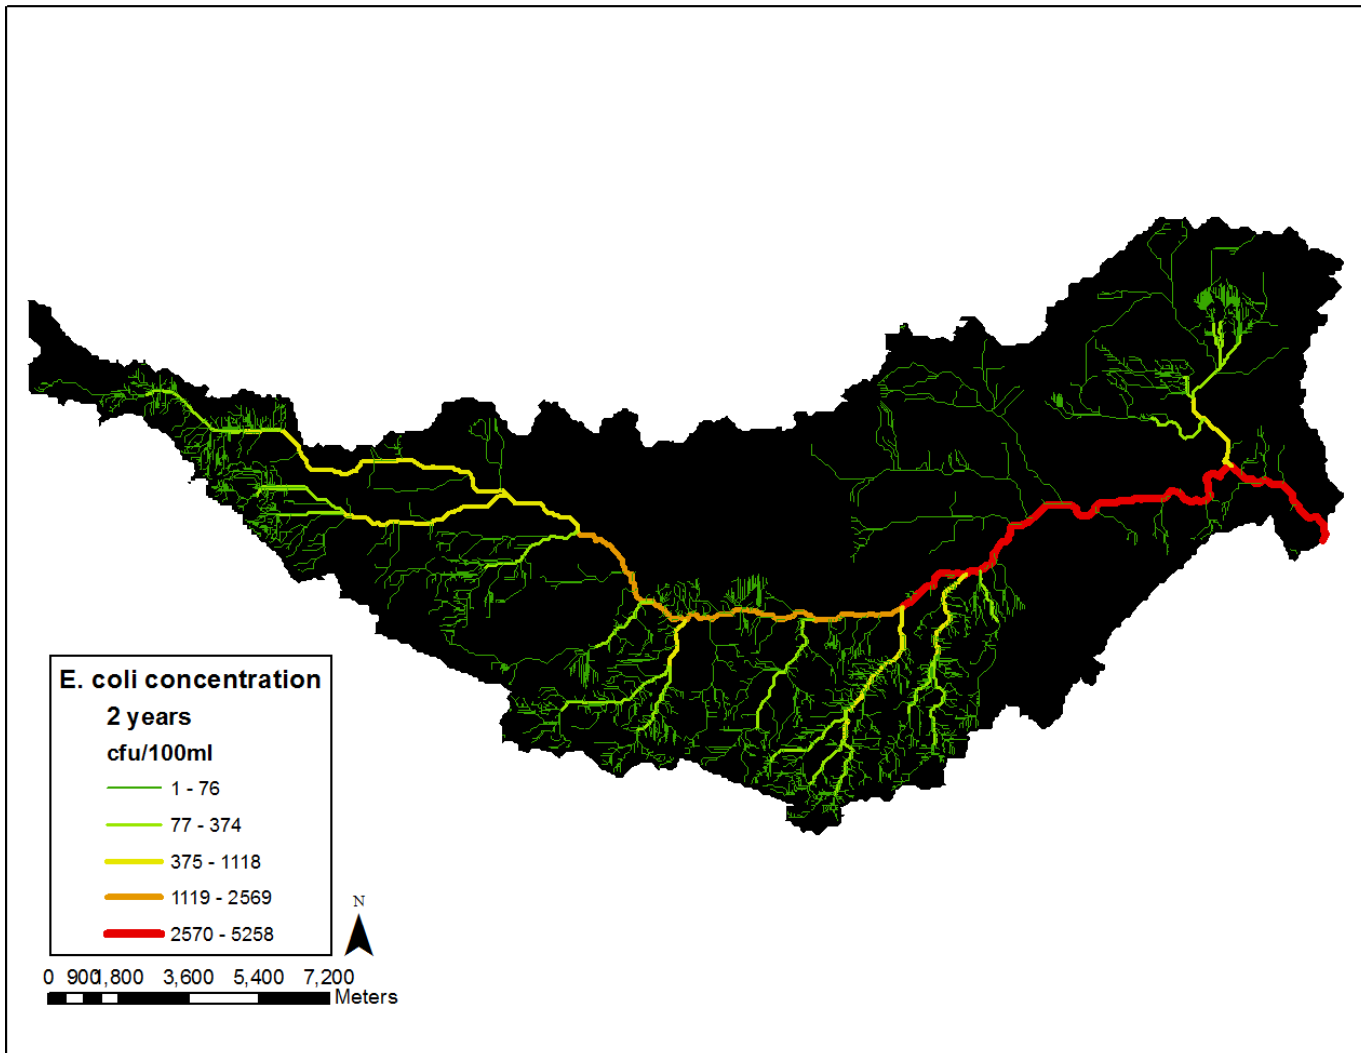 E. coli concentration
2 years
cfu/100ml
1 - 76
77 - 374
375 - 1118
1119 - 2569
2570 - 5258
N
0 900 1,800 3,600 5,400 7,200
Meters